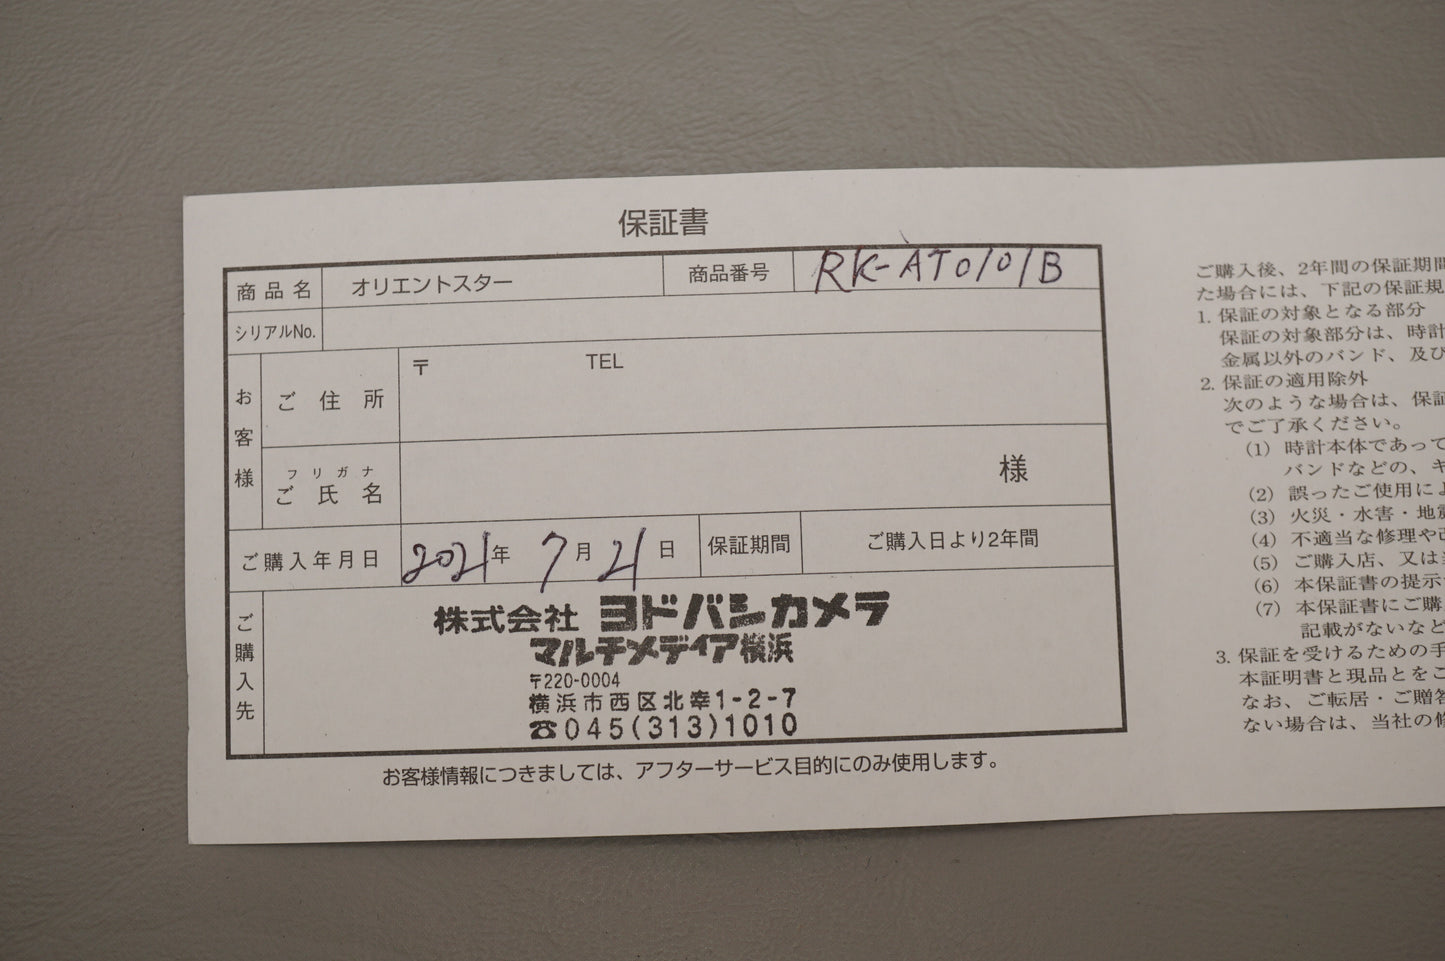 保証書
商品名 オリエントスター 商品番号 RK-AT0101B
シリアルNo.
お客様 ご住所 〒 TEL
フリガナ
ご氏名 様
ご購入年月日 2021年 7月 21日 保証期間 ご購入日より2年間
ご購入先
株式会社 ヨドバシカメラ
マルチメディア横浜
〒220-0004
横浜市西区北幸1-2-7
☎045(313)1010
お客様情報につきましては、アフターサービス目的にのみ使用します。
ご購入後、2年間の保証期間
た場合には、下記の保証規
1. 保証の対象となる部分
保証の対象部分は、時計
金属以外のバンド、及び
2. 保証の適用除外
次のような場合は、保証
でご了承ください。
(1) 時計本体であって
バンドなどの、キ
(2) 誤ったご使用によ
(3) 火災・水害・地震
(4) 不適当な修理や改
(5) ご購入店、又は
(6) 本保証書の提示
(7) 本保証書にご購
記載がないなど
3. 保証を受けるための手
本証明書と現品とをご
なお、ご転居・ご贈答
ない場合は、当社の修